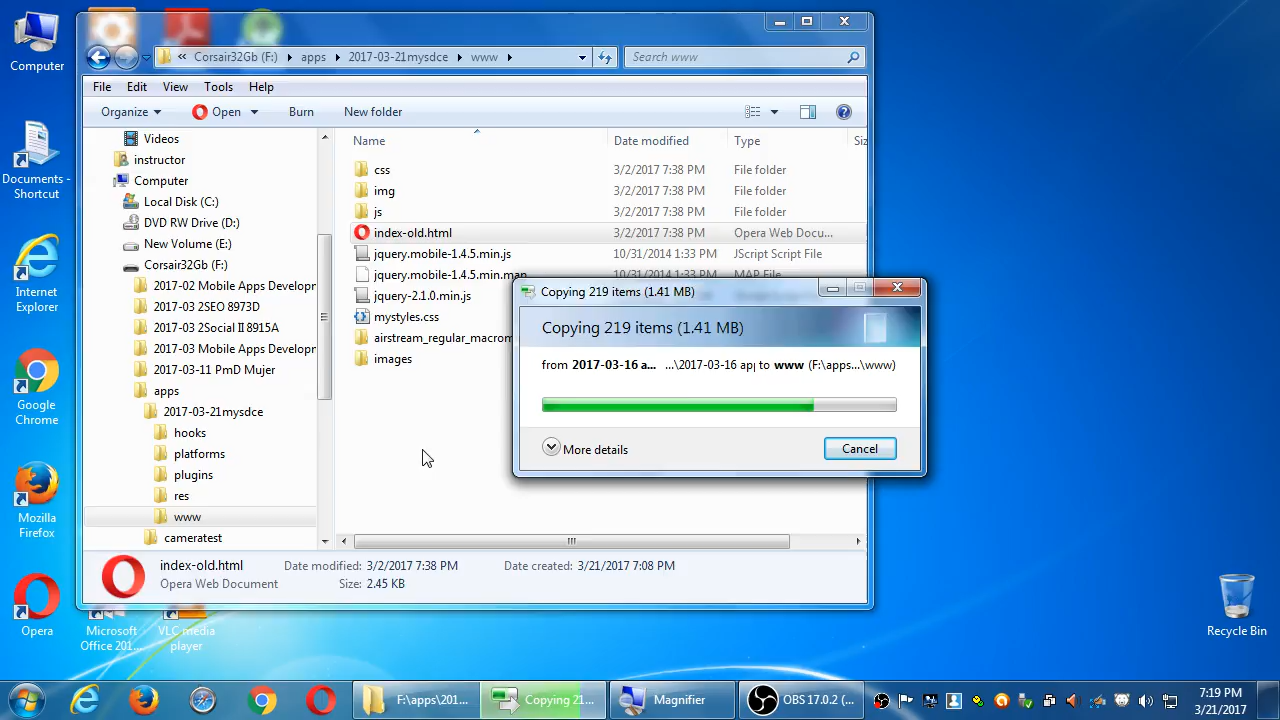 Computer
Documents - Shortcut
Internet Explorer
Google Chrome
Mozilla Firefox
Opera
Microsoft Office 201...
VLC media player
Recycle Bin
« Corsair32Gb (F:) apps 2017-03-21mysdce www
Search www
File Edit View Tools Help
Organize Open Burn New folder
Videos
instructor
Computer
Local Disk (C:)
DVD RW Drive (D:)
New Volume (E:)
Corsair32Gb (F:)
2017-02 Mobile Apps Developn
2017-03 2SEO 8973D
2017-03 2Social II 8915A
2017-03 Mobile Apps Developn
2017-03-11 PmD Mujer
apps
2017-03-21mysdce
hooks
platforms
plugins
res
www
cameratest
Name Date modified Type Siz
css 3/2/2017 7:38 PM File folder
img 3/2/2017 7:38 PM File folder
js 3/2/2017 7:38 PM File folder
index-old.html 3/2/2017 7:38 PM Opera Web Docu...
jquery.mobile-1.4.5.min.js 10/31/2014 1:33 PM JScript Script File
jquery.mobile-1.4.5.min.map 10/31/2014 1:33 PM MAP File
jquery-2.1.0.min.js
mystyles.css
airstream_regular_macrom
images
index-old.html Date modified: 3/2/2017 7:38 PM Date created: 3/21/2017 7:08 PM
Opera Web Document Size: 2.45 KB
Copying 219 items (1.41 MB)
Copying 219 items (1.41 MB)
from 2017-03-16 a... ...\2017-03-16 ap to www (F:\apps...\www)
More details
Cancel
F:\apps\201...
Copying 21...
Magnifier
OBS 17.0.2 (...
7:19 PM
3/21/2017